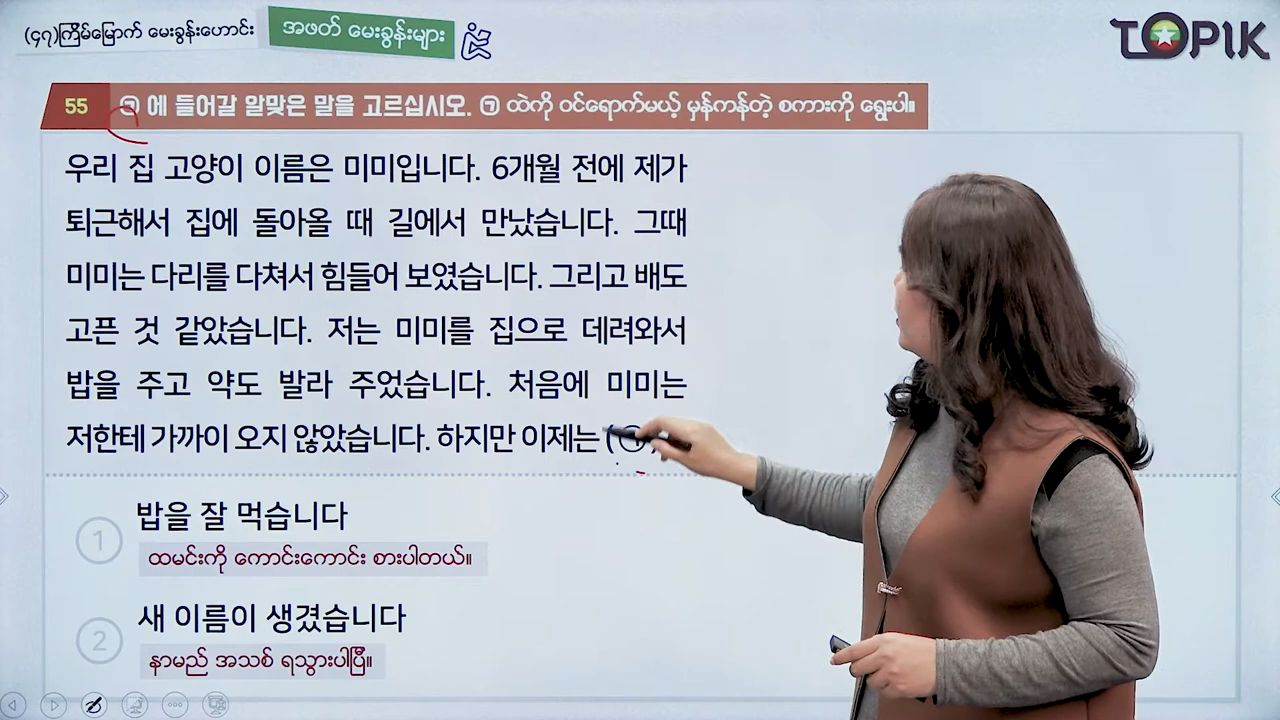 (၄၇)ကြိမ်မြောက် မေးခွန်းဟောင်း
အဖတ် မေးခွန်းများ
TOPIK
55 ㉠ 에 들어갈 알맞은 말을 고르십시오. ㉠ ထဲကို ဝင်ရောက်မယ့် မှန်ကန်တဲ့ စကားကို ရွေးပါ။
우리 집 고양이 이름은 미미입니다. 6개월 전에 제가
퇴근해서 집에 돌아올 때 길에서 만났습니다. 그때
미미는 다리를 다쳐서 힘들어 보였습니다. 그리고 배도
고픈 것 같았습니다. 저는 미미를 집으로 데려와서
밥을 주고 약도 발라 주었습니다. 처음에 미미는
저한테 가까이 오지 않았습니다. 하지만 이제는 (㉠)
1 밥을 잘 먹습니다
ထမင်းကို ကောင်းကောင်း စားပါတယ်။
2 새 이름이 생겼습니다
နာမည် အသစ် ရသွားပါပြီ။